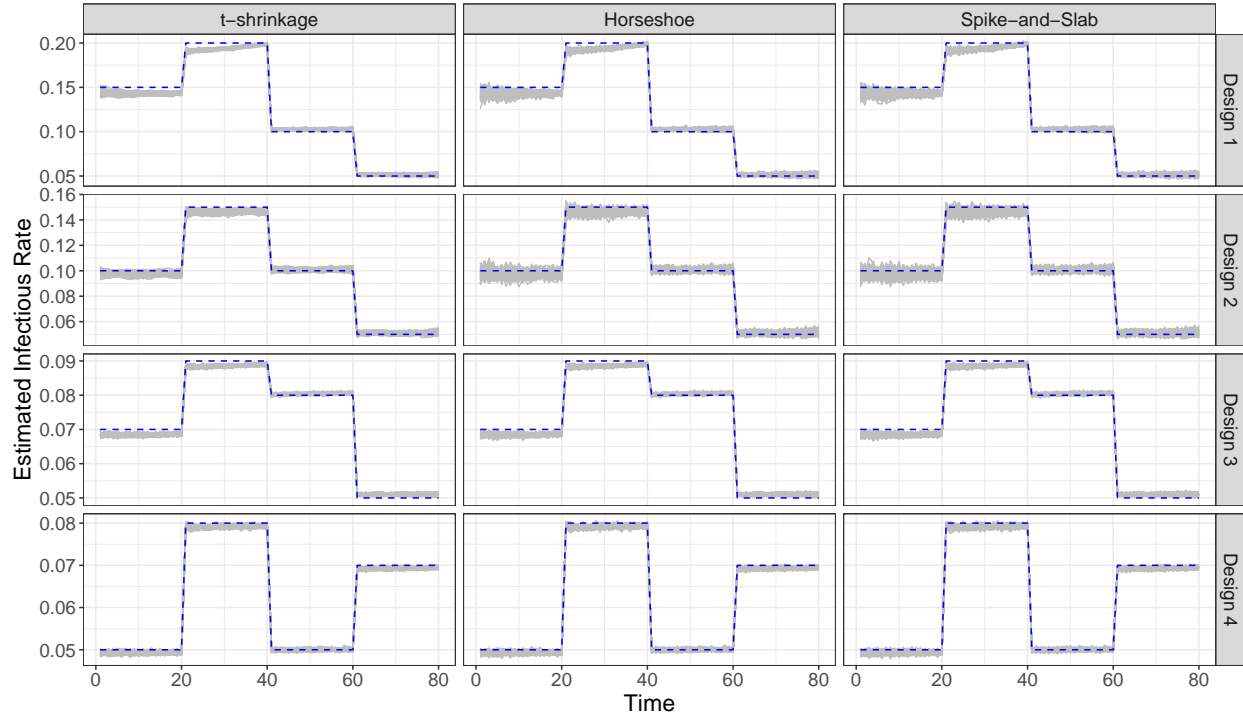 t−shrinkage
Horseshoe
Spike−and−Slab
Estimated Infectious Rate
0.20
0.15
0.10
0.05
Design 1
0.16
0.14
0.12
0.10
0.08
0.06
Design 2
0.09
0.08
0.07
0.06
0.05
Design 3
0.08
0.07
0.06
0.05
Design 4
0 20 40 60 80 0 20 40 60 80 0 20 40 60 80
Time